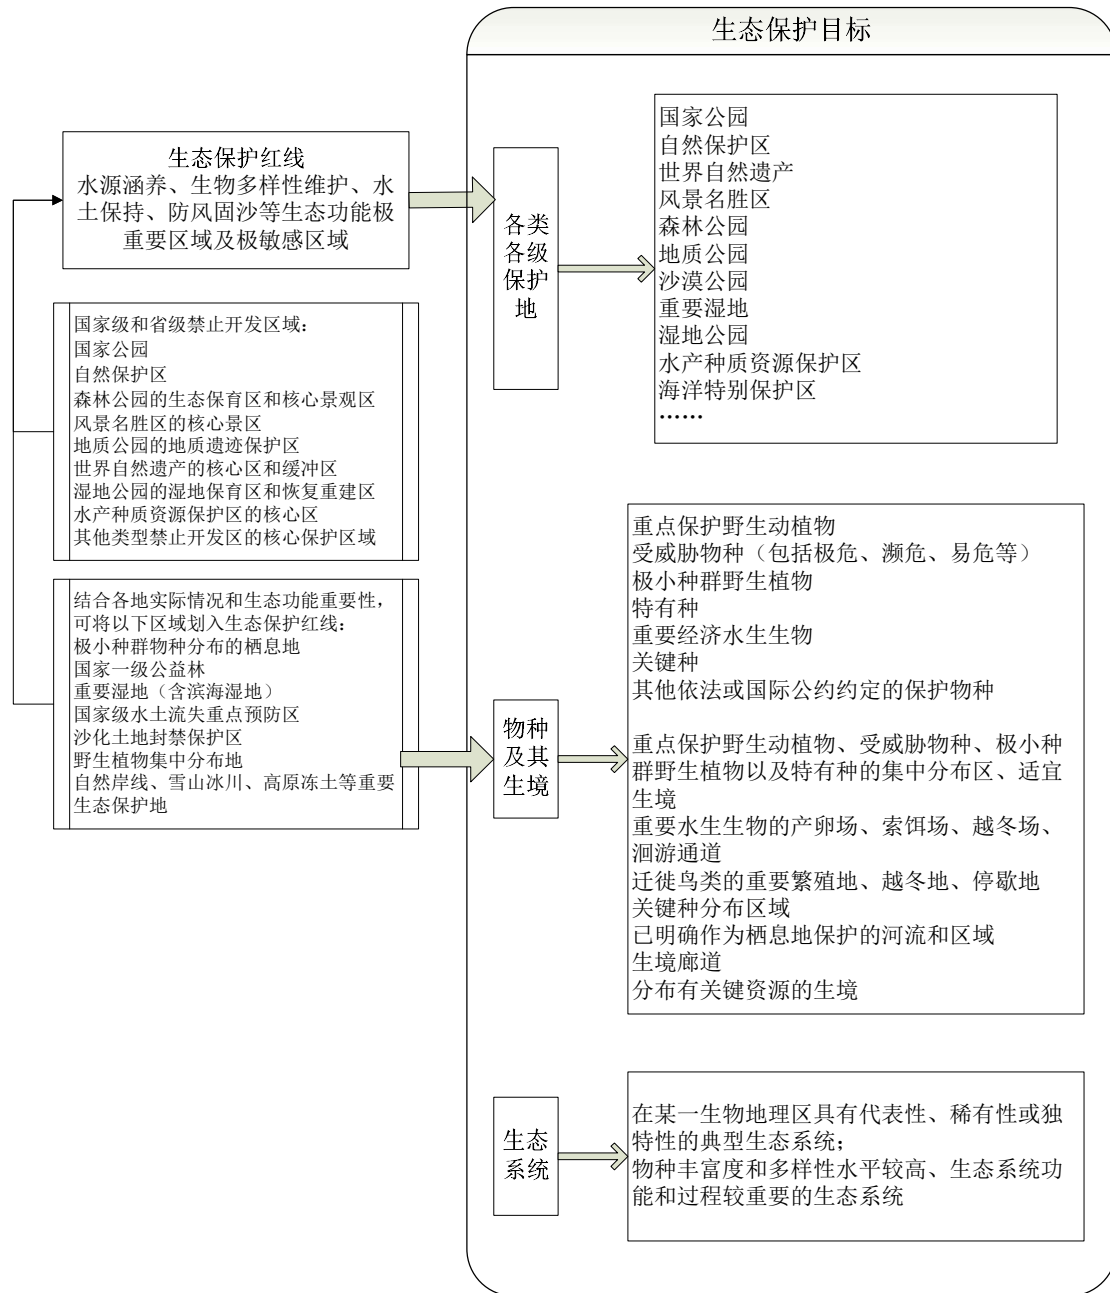 生态保护目标
生态保护红线
水源涵养、生物多样性维护、水
土保持、防风固沙等生态功能极
重要区域及极敏感区域
国家级和省级禁止开发区域：
国家公园
自然保护区
森林公园的生态保育区和核心景观区
风景名胜区的核心景区
地质公园的地质遗迹保护区
世界自然遗产的核心区和缓冲区
湿地公园的湿地保育区和恢复重建区
水产种质资源保护区的核心区
其他类型禁止开发区的核心保护区域
结合各地实际情况和生态功能重要性，
可将以下区域划入生态保护红线：
极小种群物种分布的栖息地
国家一级公益林
重要湿地（含滨海湿地）
国家级水土流失重点预防区
沙化土地封禁保护区
野生植物集中分布地
自然岸线、雪山冰川、高原冻土等重要
生态保护地
各类
各级
保护
地
国家公园
自然保护区
世界自然遗产
风景名胜区
森林公园
地质公园
沙漠公园
重要湿地
湿地公园
水产种质资源保护区
海洋特别保护区
……
物种
及其
生境
重点保护野生动植物
受威胁物种（包括极危、濒危、易危等）
极小种群野生植物
特有种
重要经济水生生物
关键种
其他依法或国际公约约定的保护物种
重点保护野生动植物、受威胁物种、极小种
群野生植物以及特有种的集中分布区、适宜
生境
重要水生生物的产卵场、索饵场、越冬场、
洄游通道
迁徙鸟类的重要繁殖地、越冬地、停歇地
关键种分布区域
已明确作为栖息地保护的河流和区域
生境廊道
分布有关键资源的生境
生态
系统
在某一生物地理区具有代表性、稀有性或独
特性的典型生态系统；
物种丰富度和多样性水平较高、生态系统功
能和过程较重要的生态系统